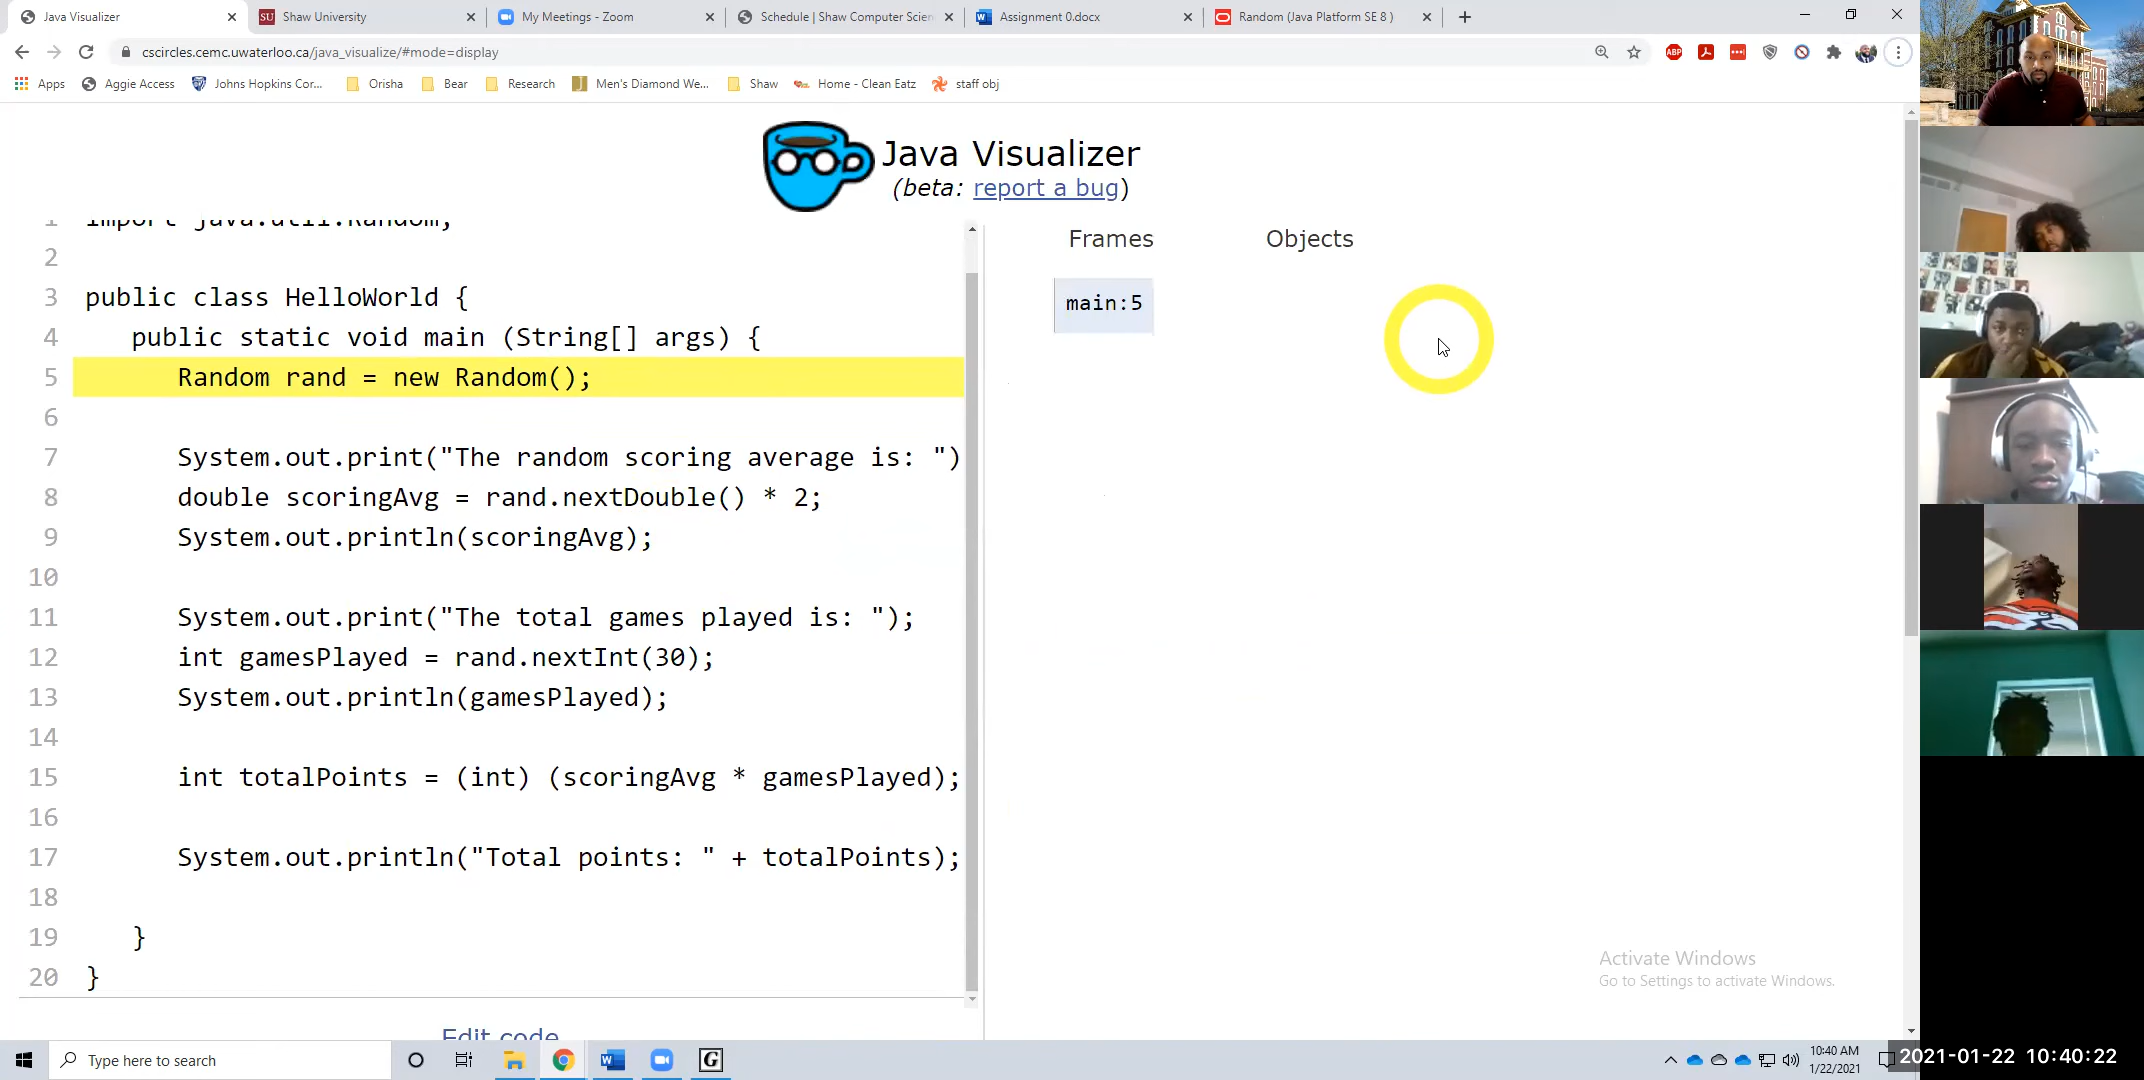 Java Visualizer
Shaw University
My Meetings - Zoom
Schedule | Shaw Computer Scien
Assignment 0.docx
Random (Java Platform SE 8 )
cscircles.cemc.uwaterloo.ca/java_visualize/#mode=display
ABP
Apps
Aggie Access
Johns Hopkins Cor...
Orisha
Bear
Research
Men's Diamond We...
Shaw
Home - Clean Eatz
staff obj
Java Visualizer
(beta: report a bug)
1 import java.util.Random;
2
3 public class HelloWorld {
4 public static void main (String[] args) {
5 Random rand = new Random();
6
7 System.out.print("The random scoring average is: ")
8 double scoringAvg = rand.nextDouble() * 2;
9 System.out.println(scoringAvg);
10
11 System.out.print("The total games played is: ");
12 int gamesPlayed = rand.nextInt(30);
13 System.out.println(gamesPlayed);
14
15 int totalPoints = (int) (scoringAvg * gamesPlayed);
16
17 System.out.println("Total points: " + totalPoints);
18
19 }
20 }
Edit code
Frames
Objects
main:5
Activate Windows
Go to Settings to activate Windows.
Type here to search
10:40 AM
1/22/2021
2021-01-22 10:40:22